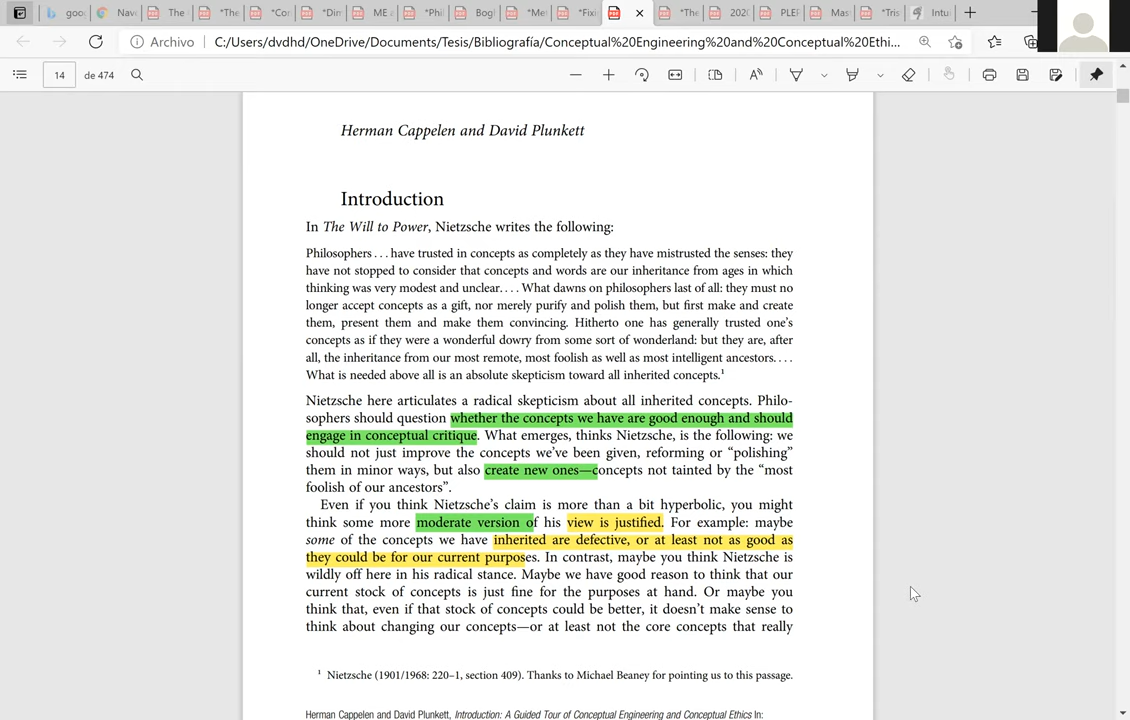 goo
Nav
The
*The
*Con
*Din
ME a
*Phil
Bog
*Me
*Fixi
*The
202
PLEF
Mas
*Tris
Intu
Archivo C:/Users/dvdhd/OneDrive/Documents/Tesis/Bibliografía/Conceptual%20Engineering%20and%20Conceptual%20Ethi...
14 de 474
Herman Cappelen and David Plunkett
Introduction
In The Will to Power, Nietzsche writes the following:
Philosophers . . . have trusted in concepts as completely as they have mistrusted the senses: they
have not stopped to consider that concepts and words are our inheritance from ages in which
thinking was very modest and unclear. . . . What dawns on philosophers last of all: they must no
longer accept concepts as a gift, nor merely purify and polish them, but first make and create
them, present them and make them convincing. Hitherto one has generally trusted one's
concepts as if they were a wonderful dowry from some sort of wonderland: but they are, after
all, the inheritance from our most remote, most foolish as well as most intelligent ancestors. . . .
What is needed above all is an absolute skepticism toward all inherited concepts.¹
Nietzsche here articulates a radical skepticism about all inherited concepts. Philo-
sophers should question whether the concepts we have are good enough and should
engage in conceptual critique. What emerges, thinks Nietzsche, is the following: we
should not just improve the concepts we've been given, reforming or “polishing”
them in minor ways, but also create new ones—concepts not tainted by the “most
foolish of our ancestors”.
Even if you think Nietzsche's claim is more than a bit hyperbolic, you might
think some more moderate version of his view is justified. For example: maybe
some of the concepts we have inherited are defective, or at least not as good as
they could be for our current purposes. In contrast, maybe you think Nietzsche is
wildly off here in his radical stance. Maybe we have good reason to think that our
current stock of concepts is just fine for the purposes at hand. Or maybe you
think that, even if that stock of concepts could be better, it doesn't make sense to
think about changing our concepts—or at least not the core concepts that really
¹ Nietzsche (1901/1968: 220–1, section 409). Thanks to Michael Beaney for pointing us to this passage.
Herman Cappelen and David Plunkett, Introduction: A Guided Tour of Conceptual Engineering and Conceptual Ethics In: